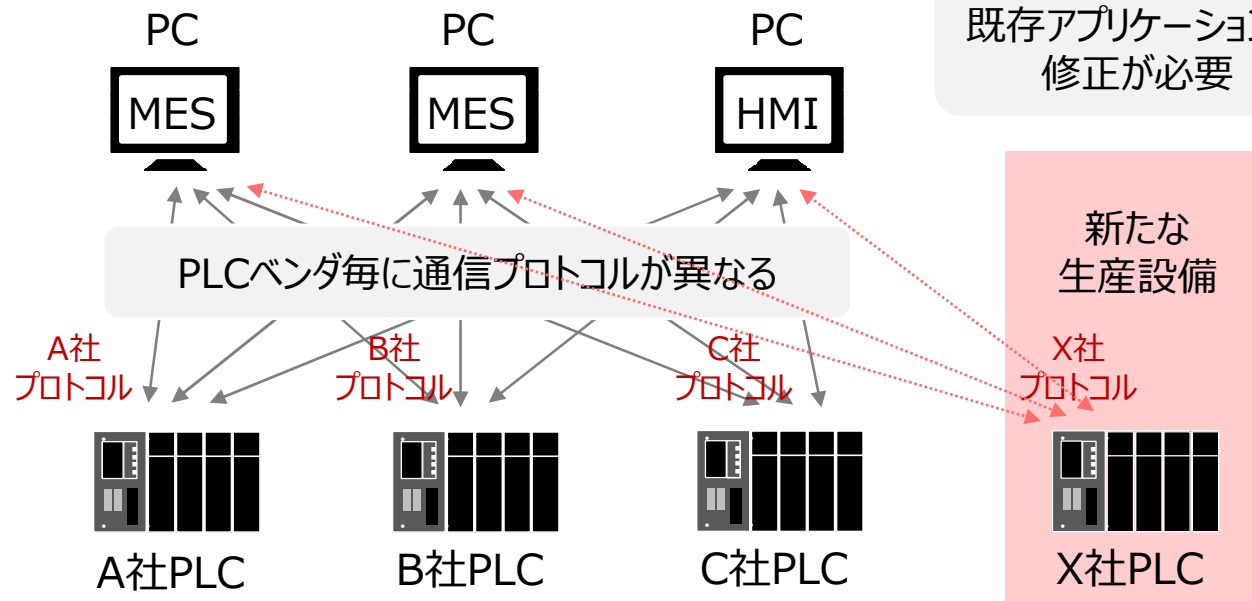 PC
PC
PC
既存アプリケーション
修正が必要
MES
MES
HMI
新たな
生産設備
PLCベンダ毎に通信プロトコルが異なる
A社
プロトコル
B社
プロトコル
C社
プロトコル
X社
プロトコル
A社PLC
B社PLC
C社PLC
X社PLC